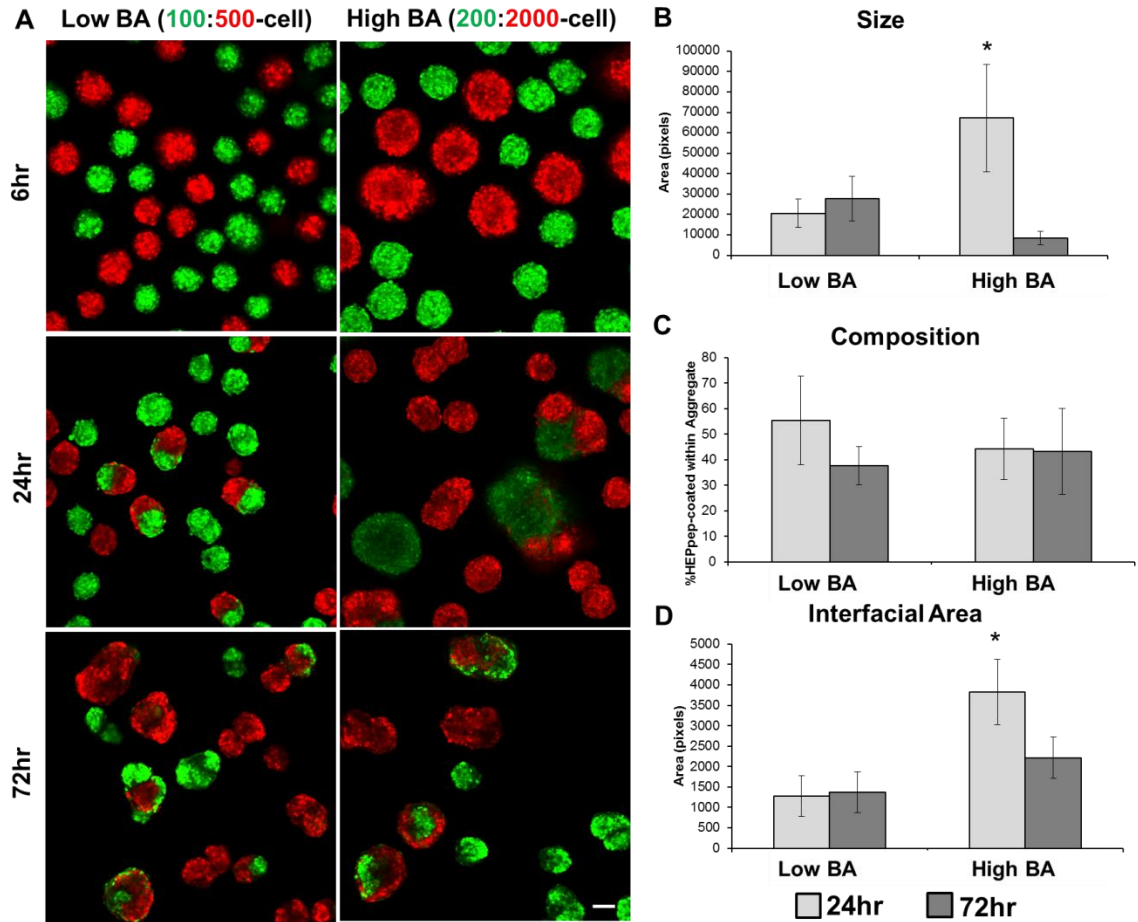 A
Low BA (100:500-cell)
High BA (200:2000-cell)
6hr
24hr
72hr
B
Size
*
Area (pixels)
100000
90000
80000
70000
60000
50000
40000
30000
20000
10000
0
Low BA
High BA
C
Composition
%HEPpep-coated within Aggregate
80
70
60
50
40
30
20
10
0
Low BA
High BA
D
Interfacial Area
*
Area (pixels)
5000
4500
4000
3500
3000
2500
2000
1500
1000
500
0
Low BA
High BA
24hr
72hr